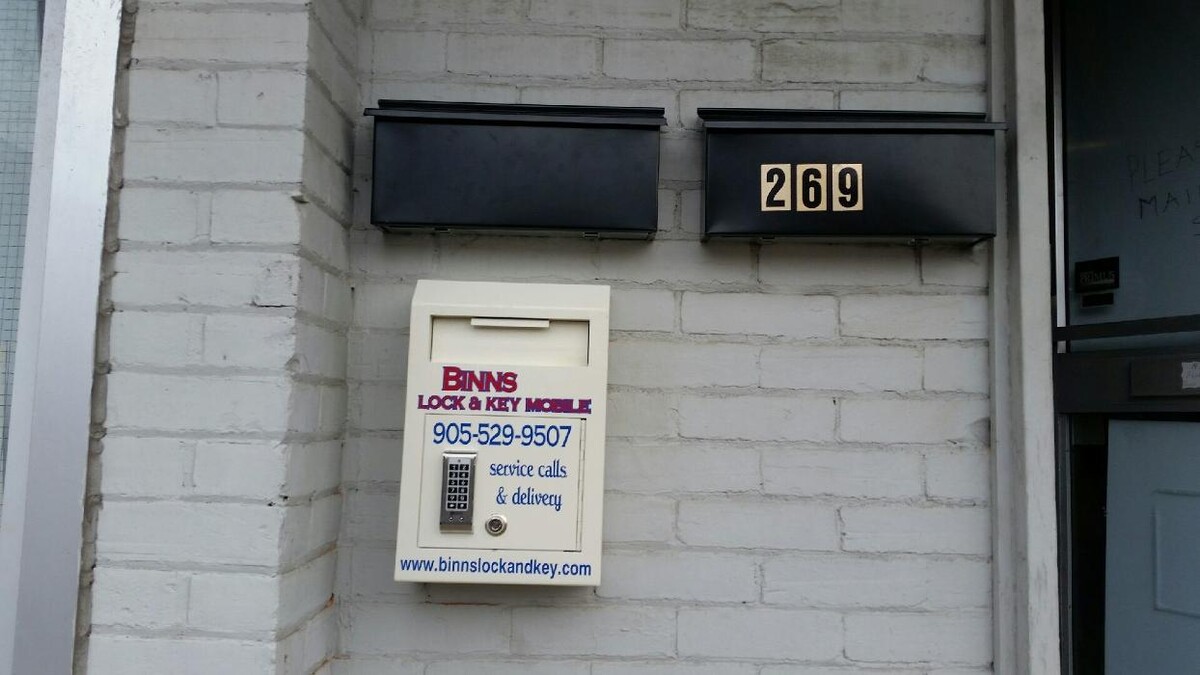 269
BINNS
LOCK & KEY MOBILE
905-529-9507
service calls
& delivery
www.binnslockandkey.com